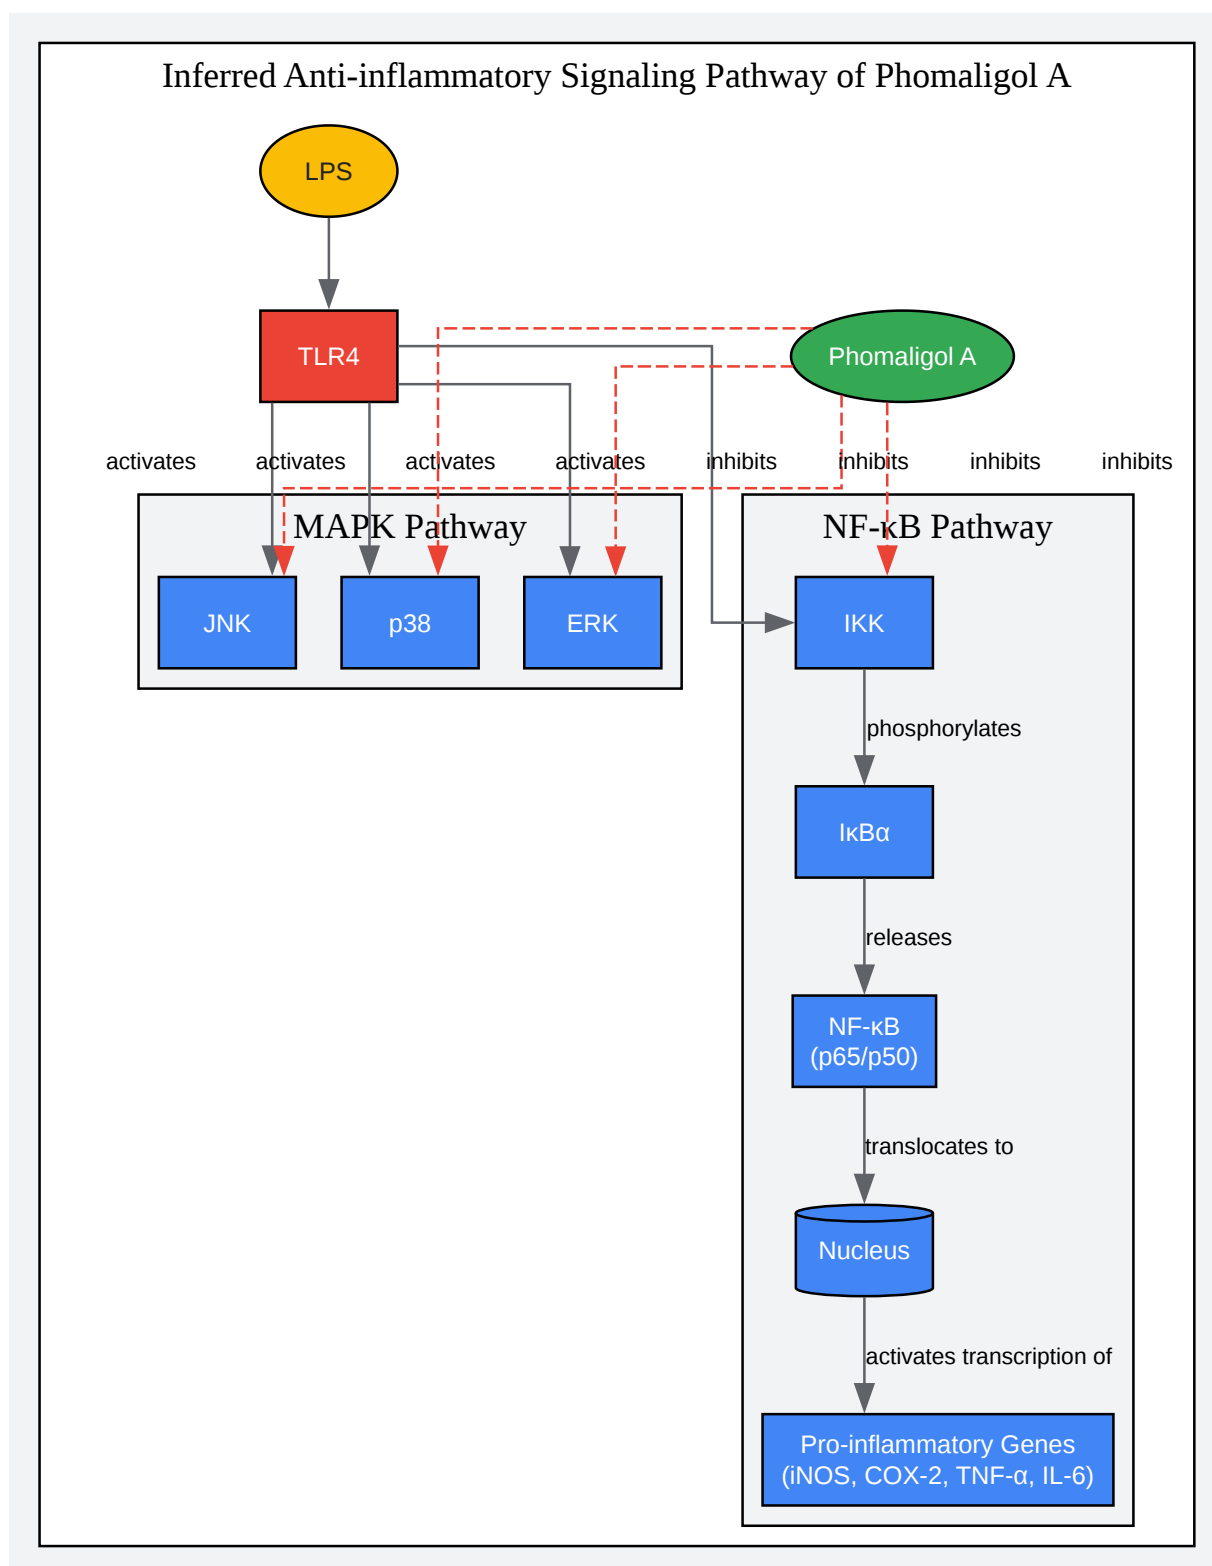 Inferred Anti-inflammatory Signaling Pathway of Phomaligol A
LPS
TLR4
Phomaligol A
activates
activates
activates
activates
inhibits
inhibits
inhibits
inhibits
MAPK Pathway
NF-κB Pathway
JNK
p38
ERK
IKK
phosphorylates
IκBα
releases
NF-κB
(p65/p50)
translocates to
Nucleus
activates transcription of
Pro-inflammatory Genes
(iNOS, COX-2, TNF-α, IL-6)